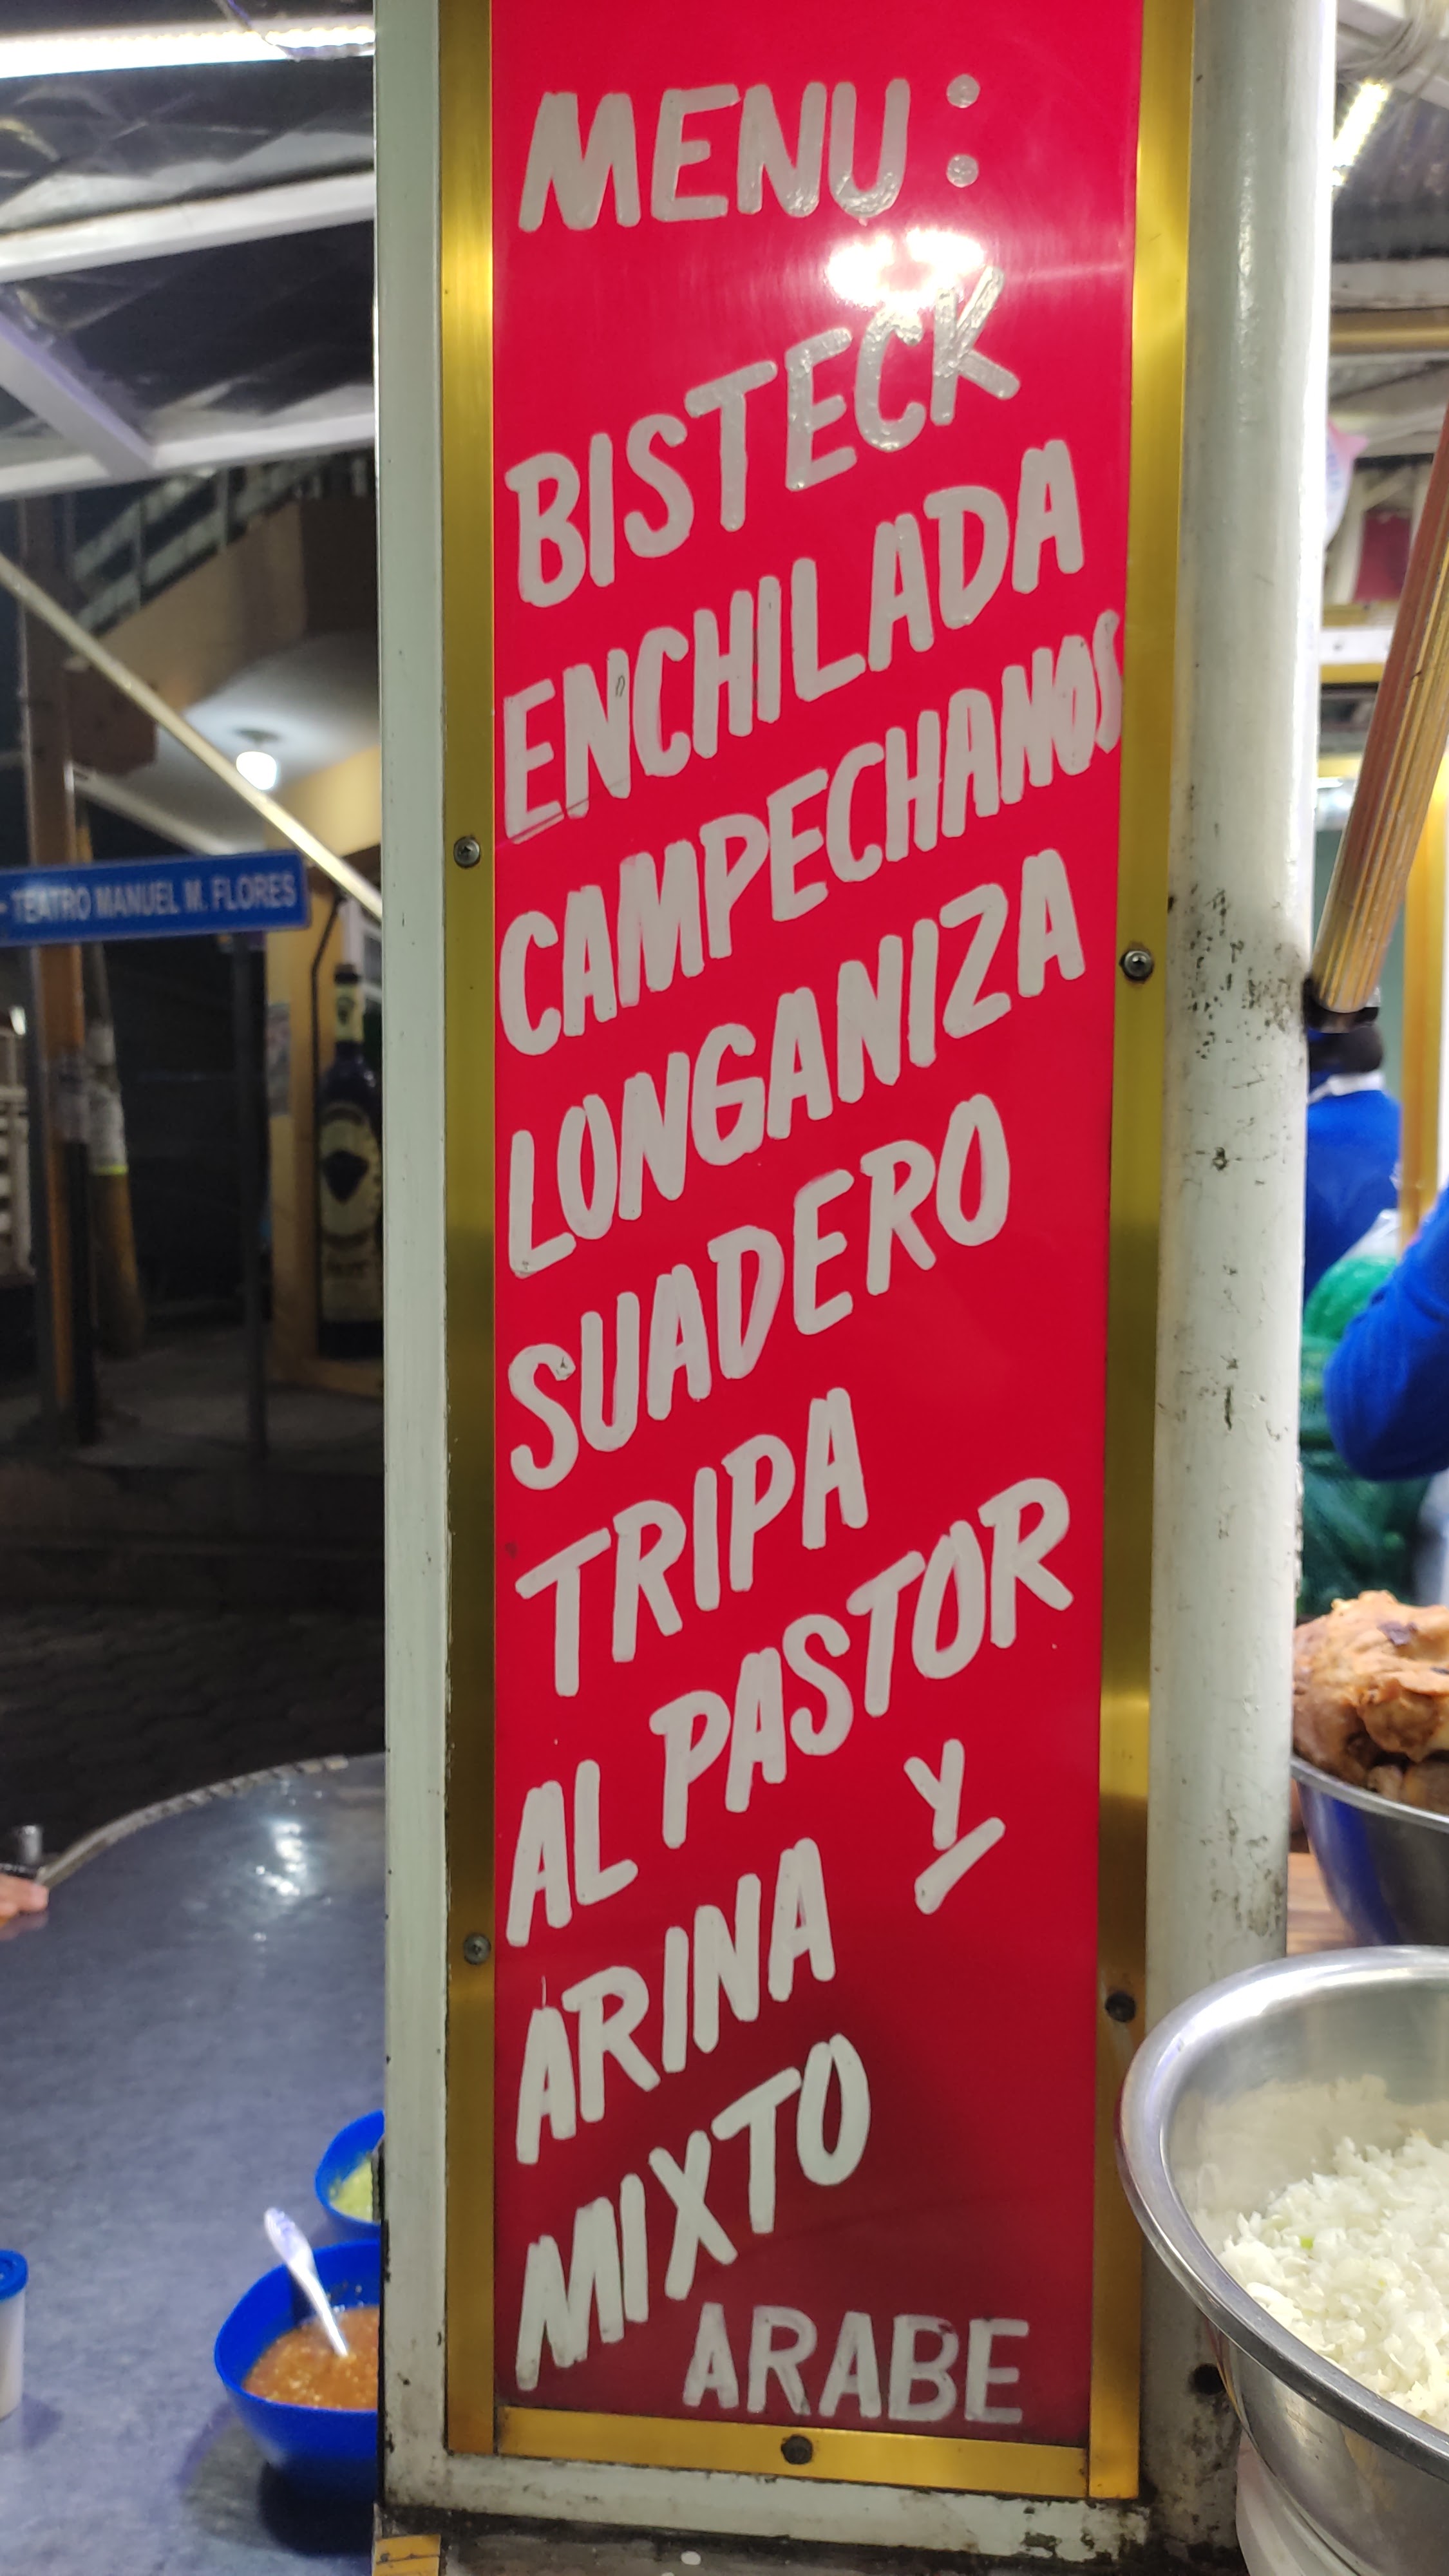 MENU:
BISTECK
ENCHILADA
CAMPECHANOS
LONGANIZA
SUADERO
TRIPA
AL PASTOR
ARINA Y
MIXTO
ARABE
← TEATRO MANUEL M. FLORES